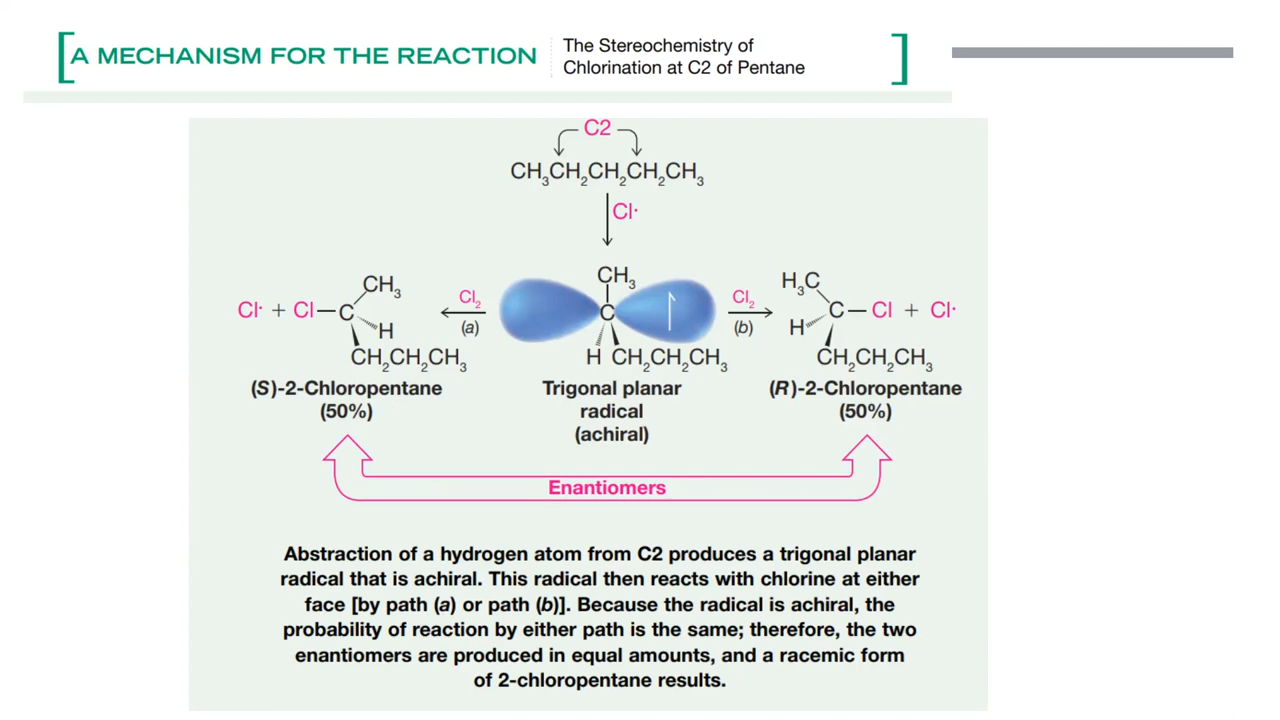 [A MECHANISM FOR THE REACTION
The Stereochemistry of
Chlorination at C2 of Pentane ]
C2
CH₃CH₂CH₂CH₂CH₃
Cl·
CH₃
Cl· + Cl—C
H
CH₂CH₂CH₃
(S)-2-Chloropentane
(50%)
Cl₂
(a)
CH₃
C
H CH₂CH₂CH₃
Trigonal planar
radical
(achiral)
Cl₂
(b)
H₃C
C—Cl + Cl·
H
CH₂CH₂CH₃
(R)-2-Chloropentane
(50%)
Enantiomers
Abstraction of a hydrogen atom from C2 produces a trigonal planar
radical that is achiral. This radical then reacts with chlorine at either
face [by path (a) or path (b)]. Because the radical is achiral, the
probability of reaction by either path is the same; therefore, the two
enantiomers are produced in equal amounts, and a racemic form
of 2-chloropentane results.